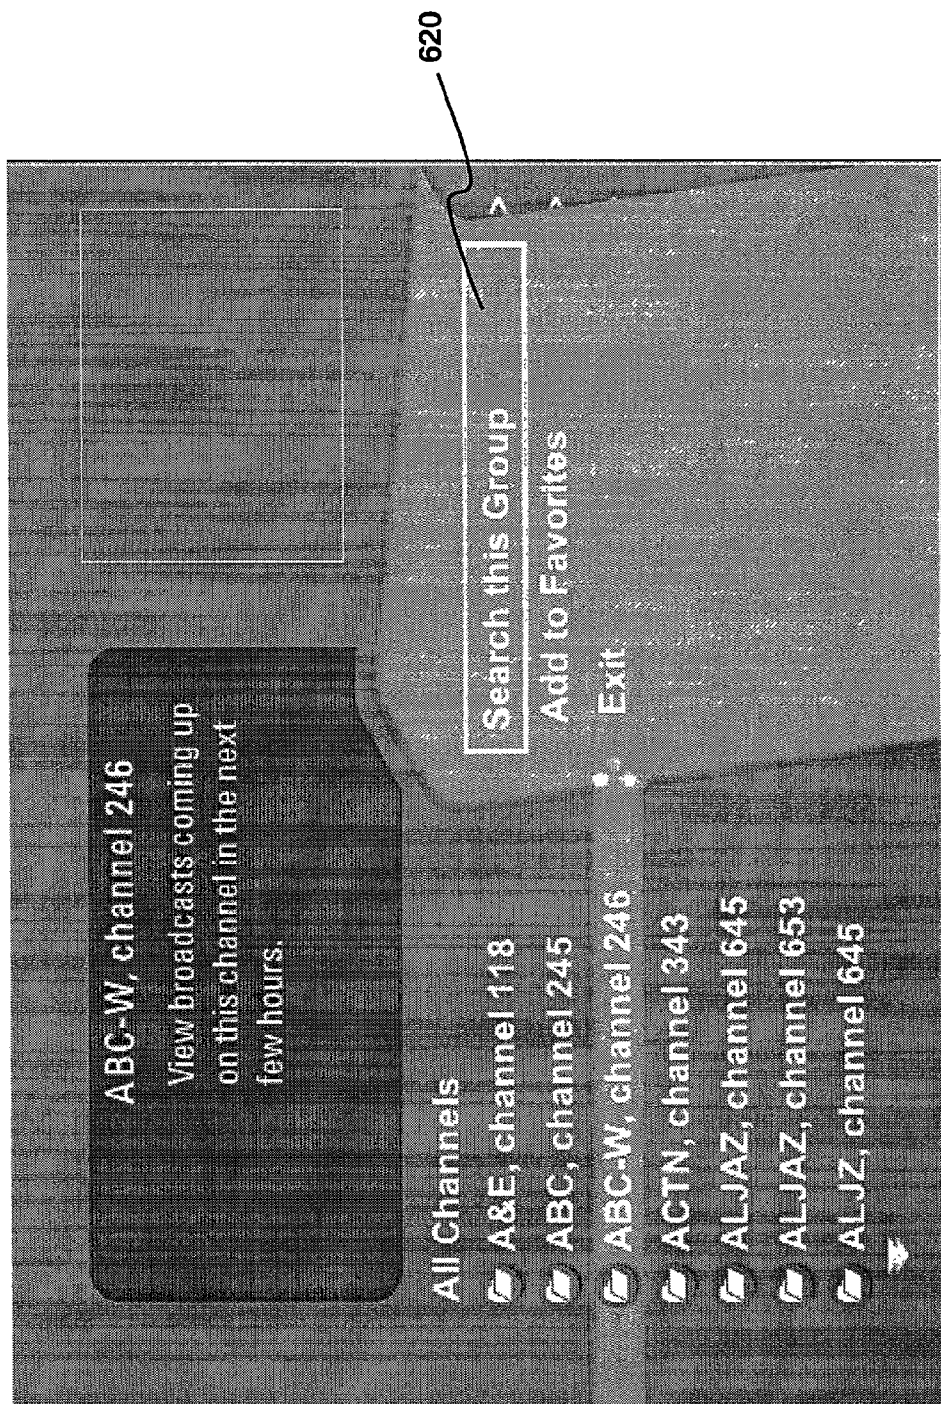 ABC-W, channel 246
View broadcasts coming up
on this channel in the next
few hours.
All Channels
A&E, channel 118
ABC, channel 245
ABC-W, channel 246
ACTN, channel 343
ALJAZ, channel 645
ALJAZ, channel 653
ALJZ, channel 645
Search this Group >
Add to Favorites >
Exit
620